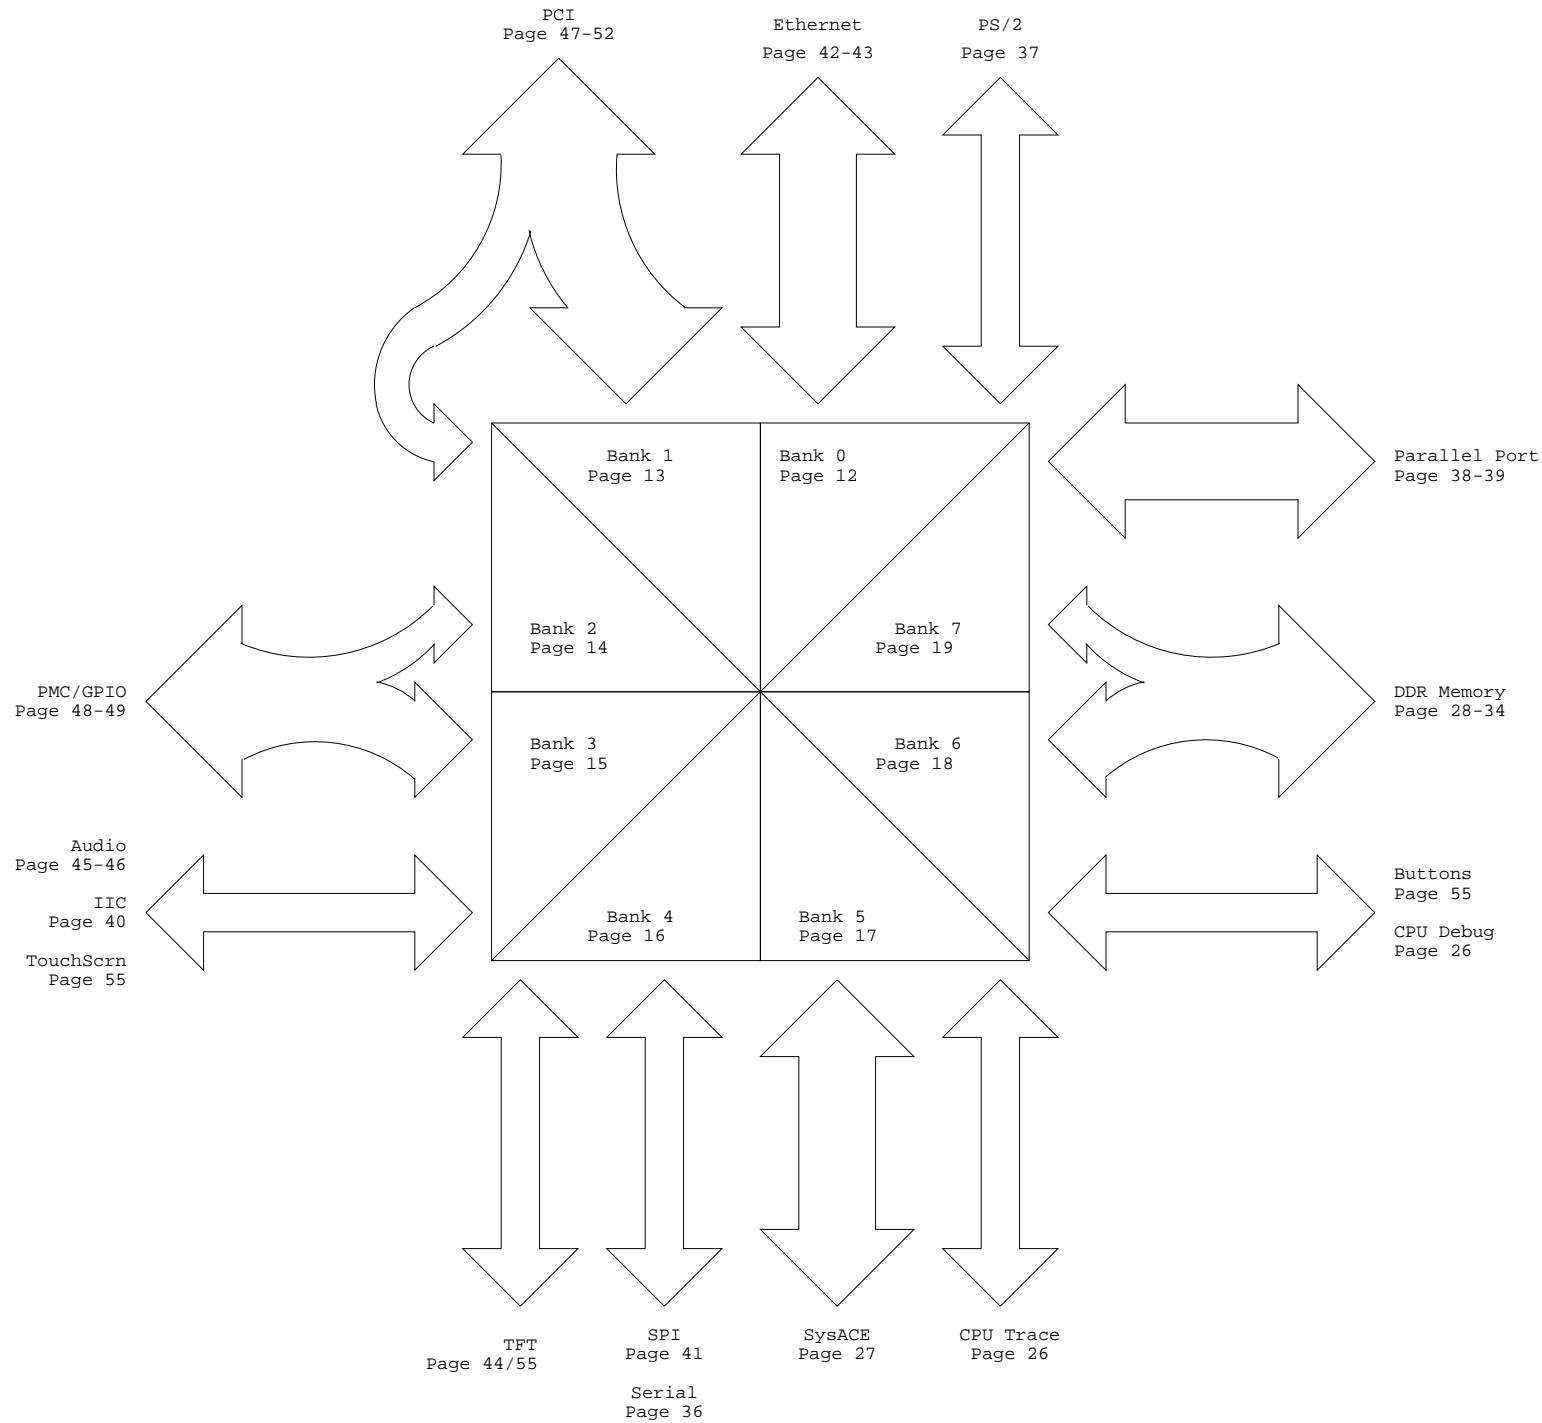 PCI
Page 47-52
Ethernet
Page 42-43
PS/2
Page 37
Bank 1
Page 13
Bank 0
Page 12
Parallel Port
Page 38-39
Bank 2
Page 14
Bank 7
Page 19
PMC/GPIO
Page 48-49
DDR Memory
Page 28-34
Bank 3
Page 15
Bank 6
Page 18
Audio
Page 45-46
IIC
Page 40
TouchScrn
Page 55
Bank 4
Page 16
Bank 5
Page 17
Buttons
Page 55
CPU Debug
Page 26
TFT
Page 44/55
SPI
Page 41
Serial
Page 36
SysACE
Page 27
CPU Trace
Page 26